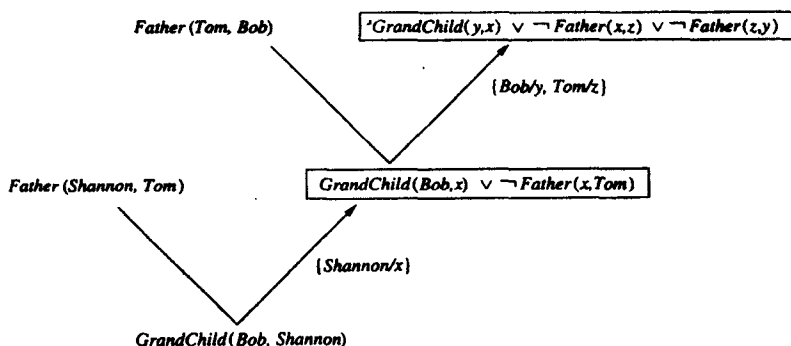 Father (Tom, Bob)
'GrandChild(y,x) ∨ ¬ Father(x,z) ∨ ¬ Father(z,y)
{Bob/y, Tom/z}
Father (Shannon, Tom)
GrandChild(Bob,x) ∨ ¬ Father(x,Tom)
{Shannon/x}
GrandChild(Bob, Shannon)